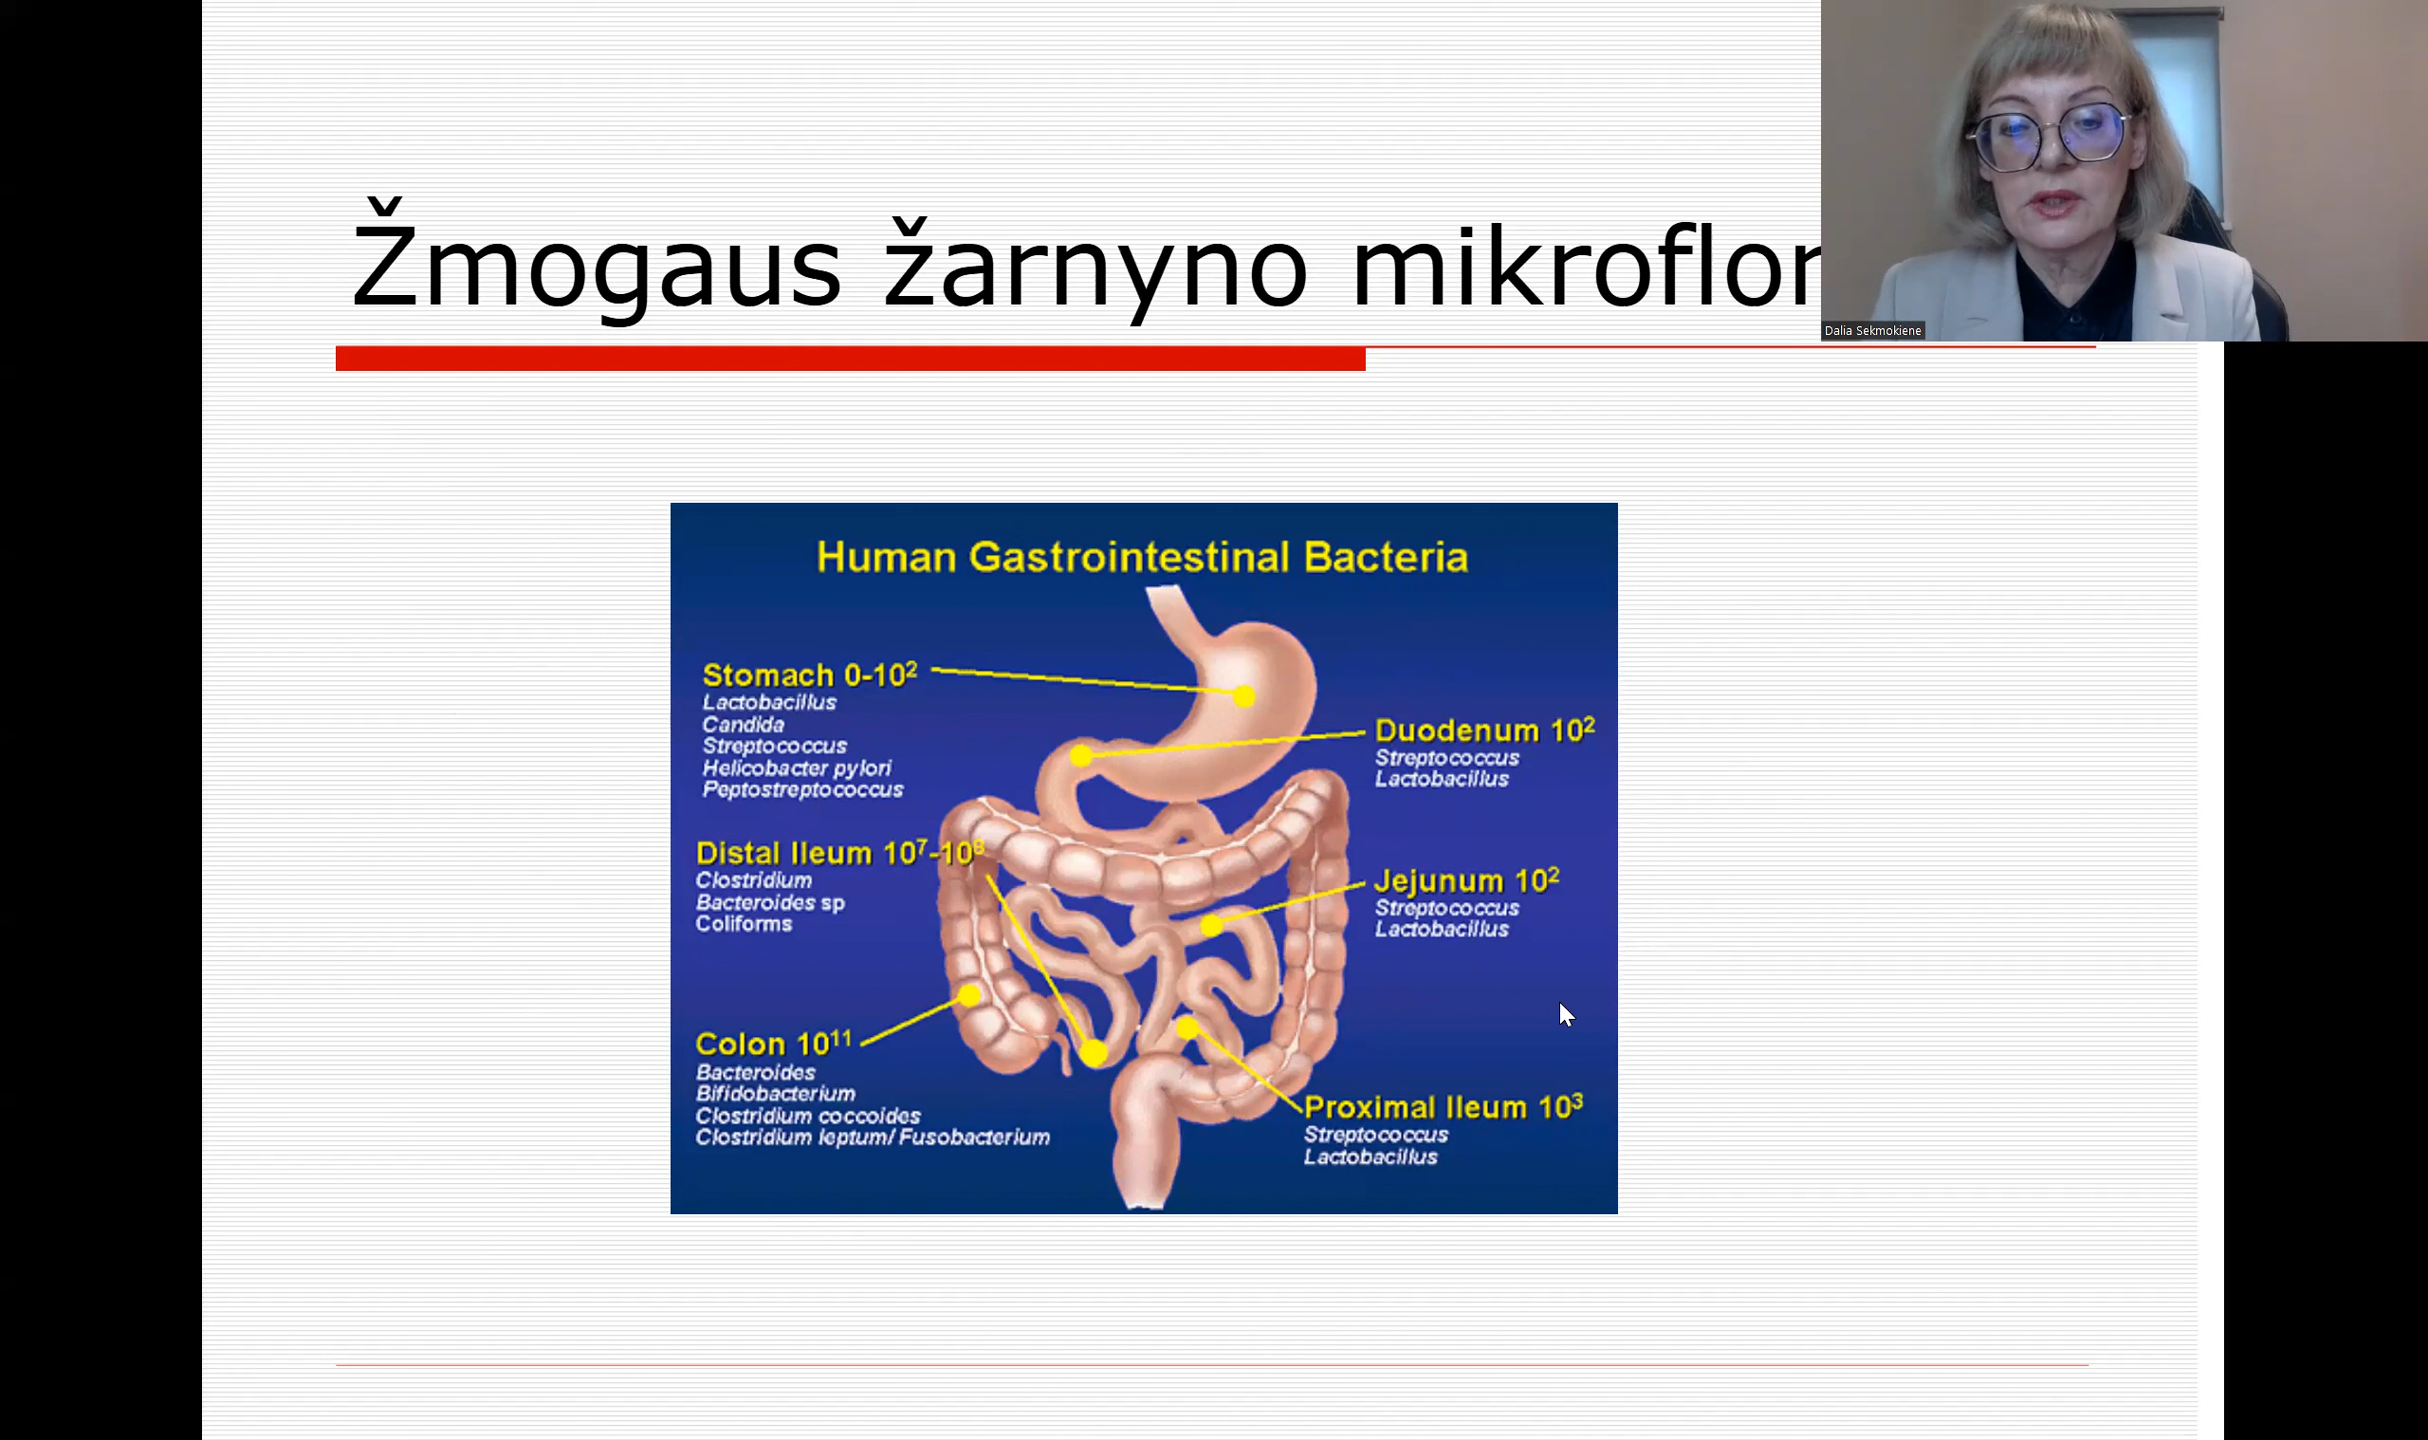 Žmogaus žarnyno mikroflor
Dalia Sekmokiene
Human Gastrointestinal Bacteria
Stomach 0-10²
Lactobacillus
Candida
Streptococcus
Helicobacter pylori
Peptostreptococcus
Duodenum 10²
Streptococcus
Lactobacillus
Distal Ileum 10⁷-10⁸
Clostridium
Bacteroides sp
Coliforms
Jejunum 10²
Streptococcus
Lactobacillus
Colon 10¹¹
Bacteroides
Bifidobacterium
Clostridium coccoides
Clostridium leptum/ Fusobacterium
Proximal Ileum 10³
Streptococcus
Lactobacillus